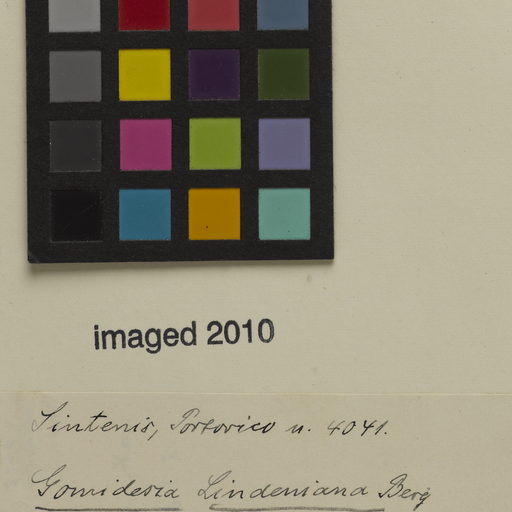 imaged 2010
Sintenis, Portorico n. 4041.
Gomidesia Lindeniana Berg